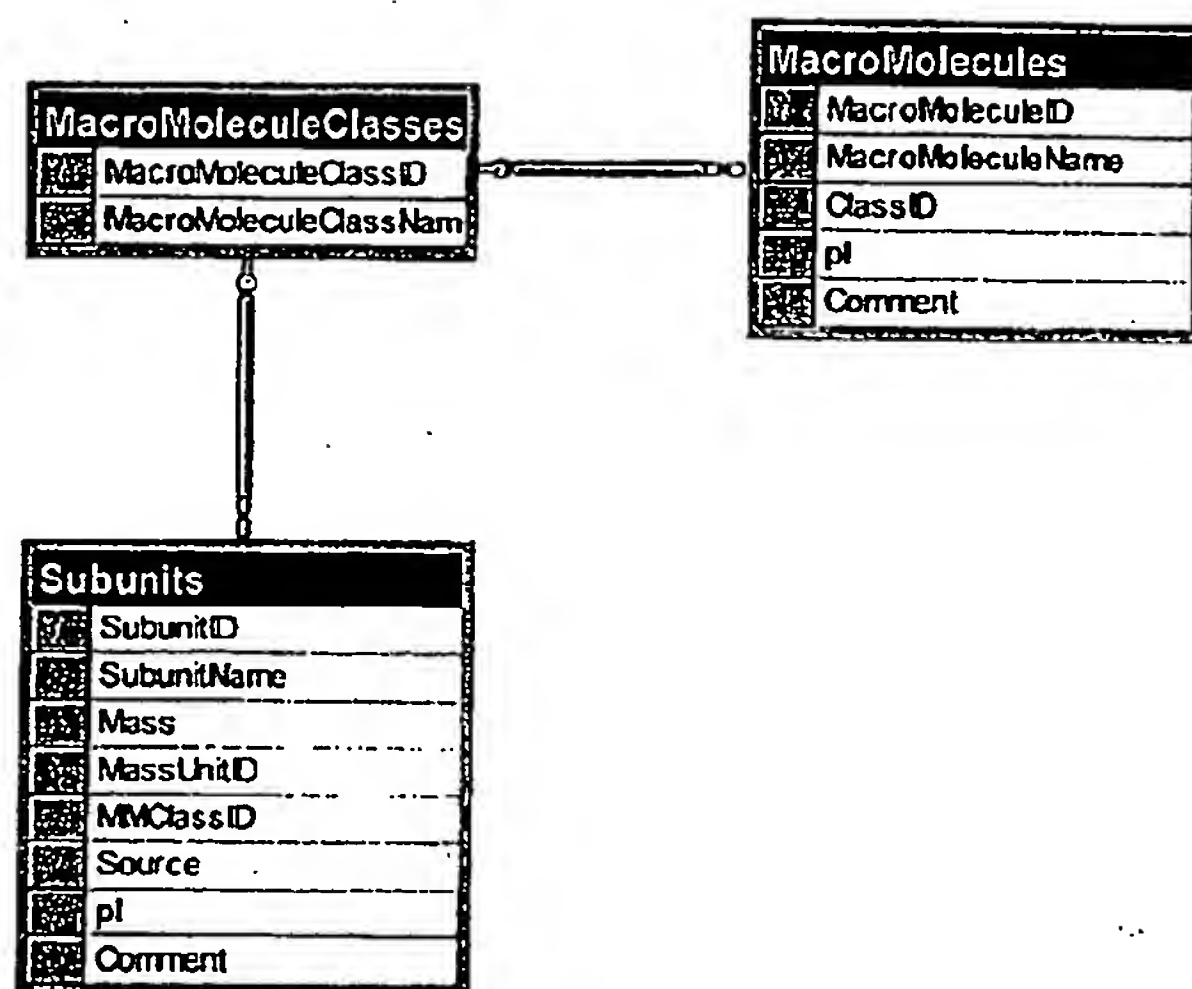 MacroMolecules
MacroMoleculeID
MacroMoleculeName
ClassID
pI
Comment
MacroMoleculeClasses
MacroMoleculeClassID
MacroMoleculeClassNam
Subunits
SubunitID
SubunitName
Mass
MassUnitID
MMClassID
Source
pI
Comment